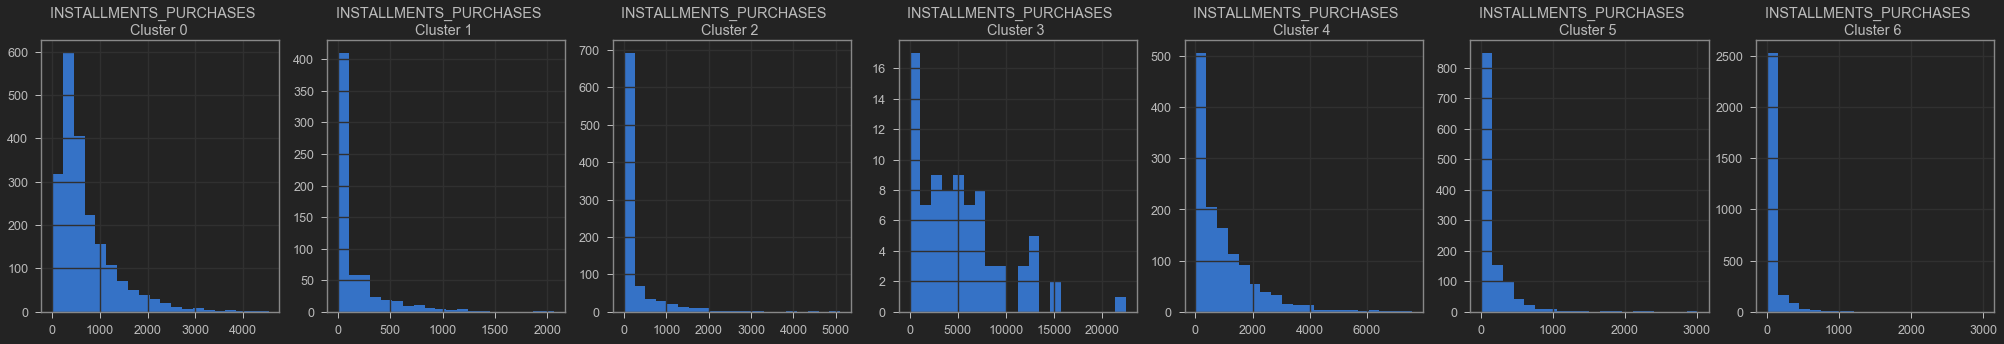 INSTALLMENTS_PURCHASES
Cluster 0
600
500
400
300
200
100
0
0 1000 2000 3000 4000
INSTALLMENTS_PURCHASES
Cluster 1
400
350
300
250
200
150
100
50
0
0 500 1000 1500 2000
INSTALLMENTS_PURCHASES
Cluster 2
700
600
500
400
300
200
100
0
0 1000 2000 3000 4000 5000
INSTALLMENTS_PURCHASES
Cluster 3
16
14
12
10
8
6
4
2
0
0 5000 10000 15000 20000
INSTALLMENTS_PURCHASES
Cluster 4
500
400
300
200
100
0
0 2000 4000 6000
INSTALLMENTS_PURCHASES
Cluster 5
800
700
600
500
400
300
200
100
0
0 1000 2000 3000
INSTALLMENTS_PURCHASES
Cluster 6
2500
2000
1500
1000
500
0
0 1000 2000 3000